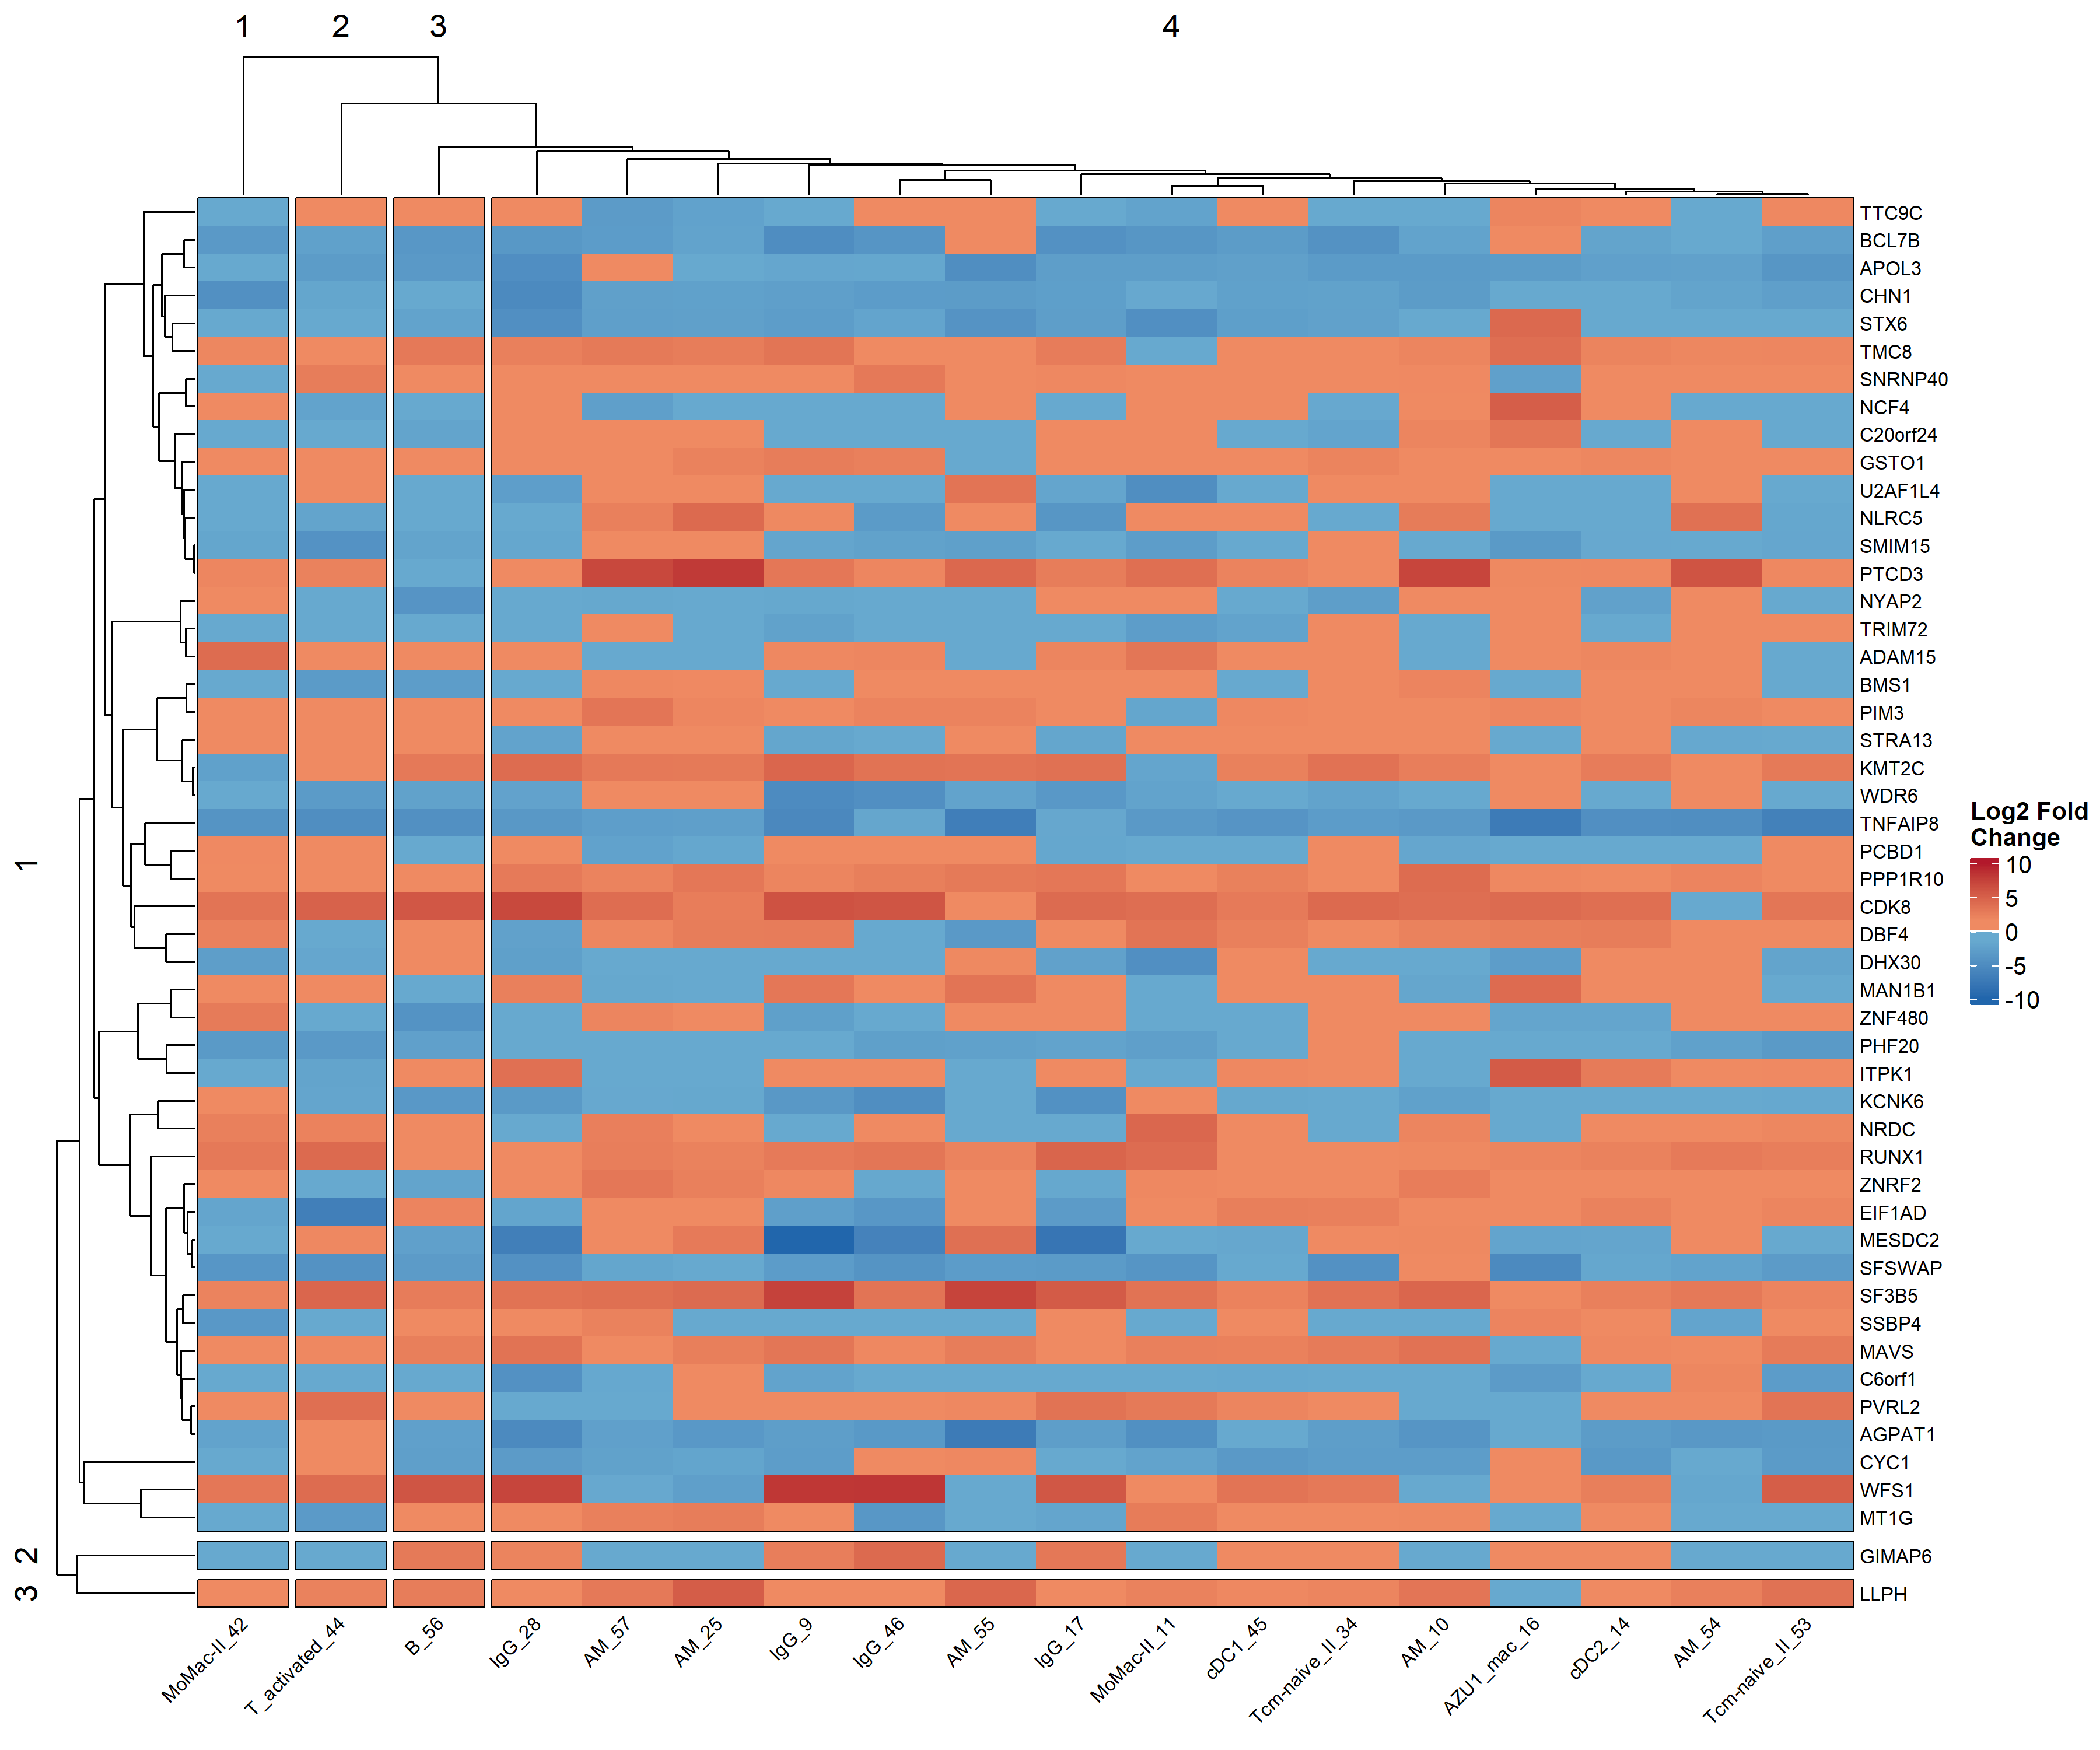 1
2
3
4
TTC9C
BCL7B
APOL3
CHN1
STX6
TMC8
SNRNP40
NCF4
C20orf24
GSTO1
U2AF1L4
NLRC5
SMIM15
PTCD3
NYAP2
TRIM72
ADAM15
BMS1
PIM3
STRA13
KMT2C
WDR6
TNFAIP8
PCBD1
PPP1R10
CDK8
DBF4
DHX30
MAN1B1
ZNF480
PHF20
ITPK1
KCNK6
NRDC
RUNX1
ZNRF2
EIF1AD
MESDC2
SFSWAP
SF3B5
SSBP4
MAVS
C6orf1
PVRL2
AGPAT1
CYC1
WFS1
MT1G
GIMAP6
LLPH
1
2
3
MoMac-II_42
T_activated_44
B_56
IgG_28
AM_57
AM_25
IgG_9
IgG_46
AM_55
IgG_17
MoMac-II_11
cDC1_45
Tcm-naive_II_34
AM_10
AZU1_mac_16
cDC2_14
AM_54
Tcm-naive_II_53
Log2 Fold
Change
10
5
0
-5
-10